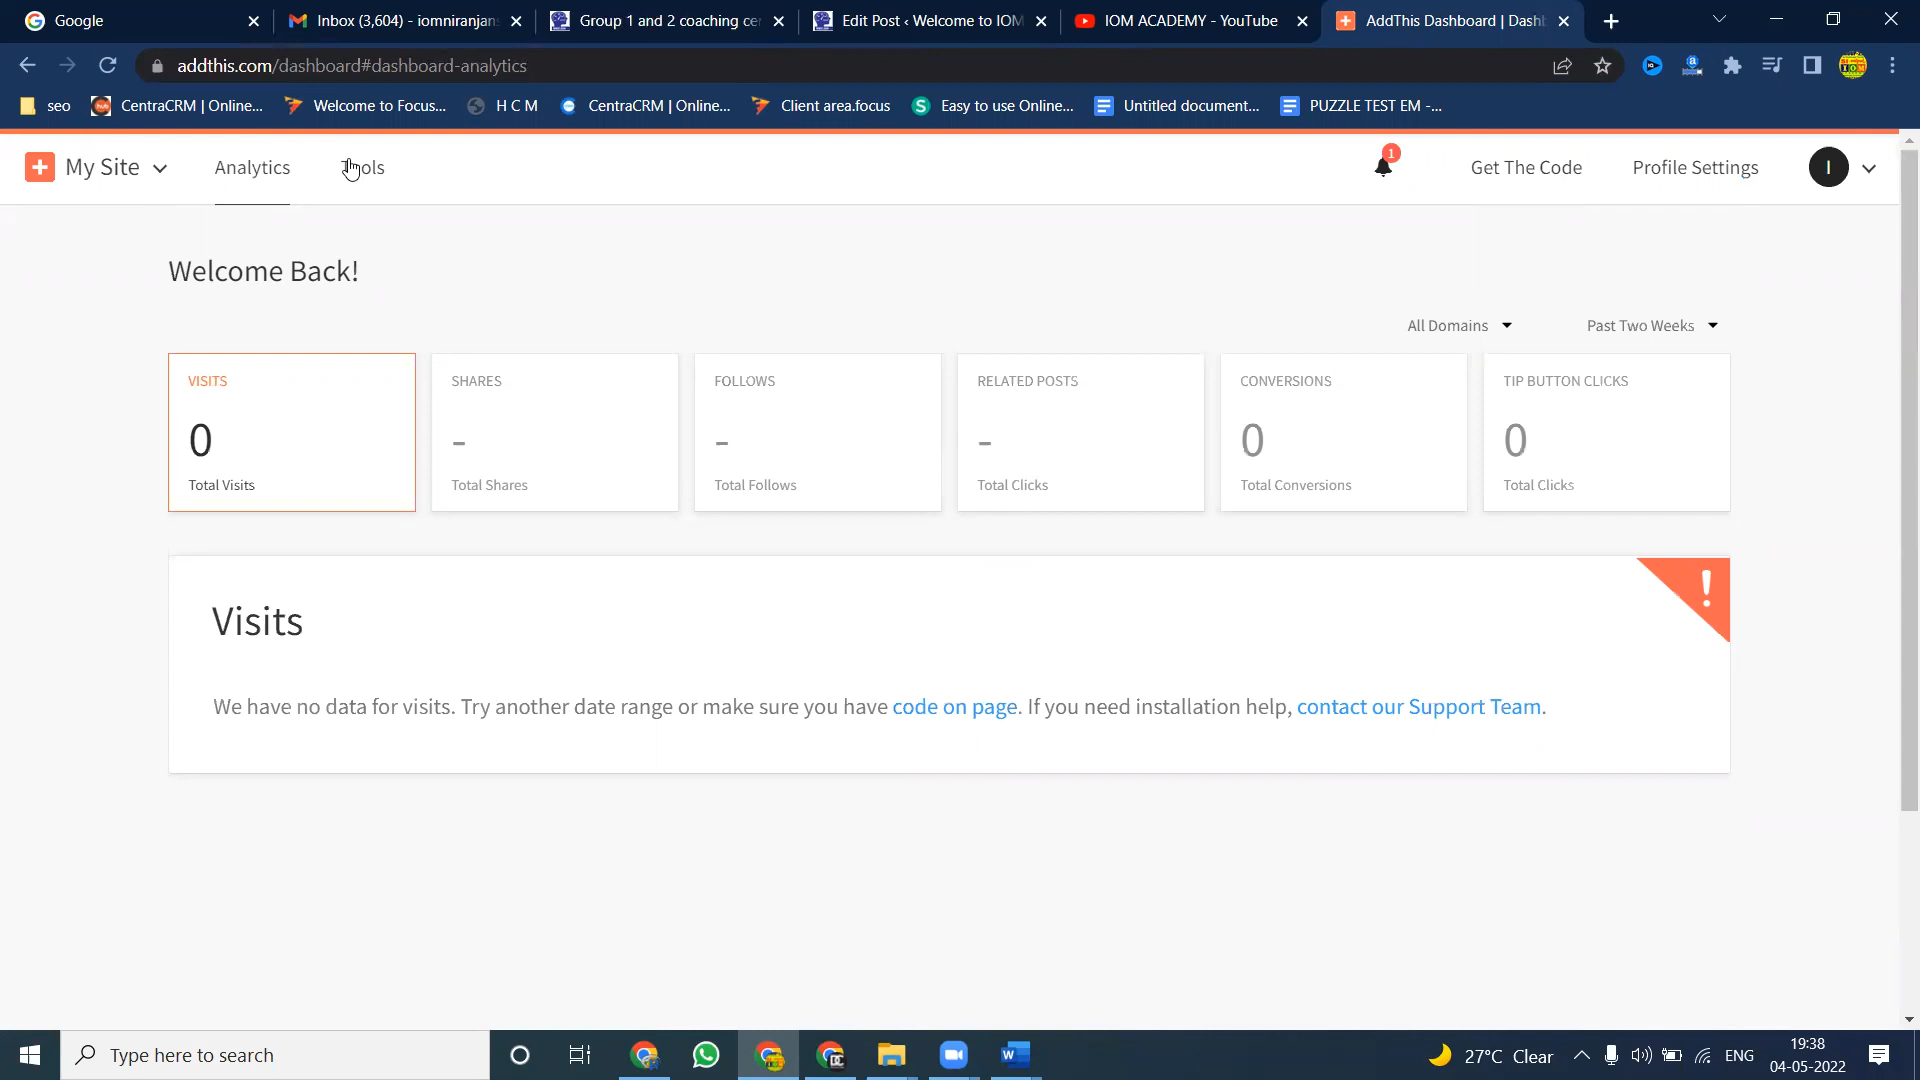 Google
Inbox (3,604) - iomniranjan
Group 1 and 2 coaching ce
Edit Post ‹ Welcome to IOM
IOM ACADEMY - YouTube
AddThis Dashboard | Dash
addthis.com/dashboard#dashboard-analytics
seo
CentraCRM | Online...
Welcome to Focus...
H C M
CentraCRM | Online...
Client area.focus
Easy to use Online...
Untitled document...
PUZZLE TEST EM -...
My Site
Analytics
Tools
1
Get The Code
Profile Settings
I
Welcome Back!
All Domains
Past Two Weeks
VISITS
0
Total Visits
SHARES
-
Total Shares
FOLLOWS
-
Total Follows
RELATED POSTS
-
Total Clicks
CONVERSIONS
0
Total Conversions
TIP BUTTON CLICKS
0
Total Clicks
Visits
!
We have no data for visits. Try another date range or make sure you have code on page. If you need installation help, contact our Support Team.
Type here to search
27°C Clear
ENG
19:38
04-05-2022